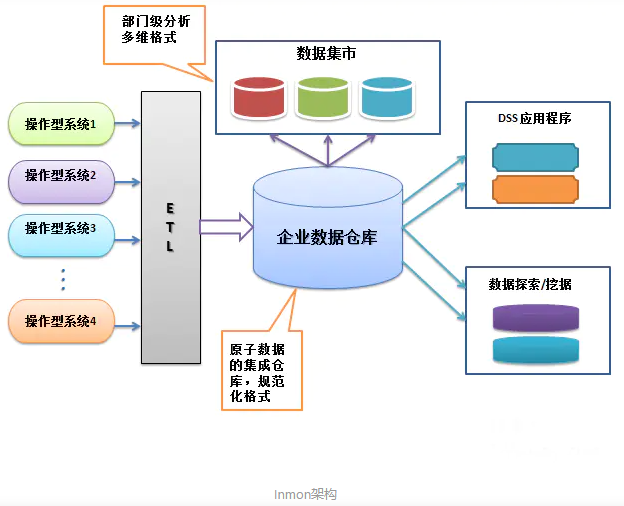 部门级分析
多维格式
数据集市
操作型系统1
操作型系统2
操作型系统3
操作型系统4
E
T
L
企业数据仓库
DSS 应用程序
数据探索/挖掘
原子数据
的集成仓
库，规范
化格式
Inmon架构